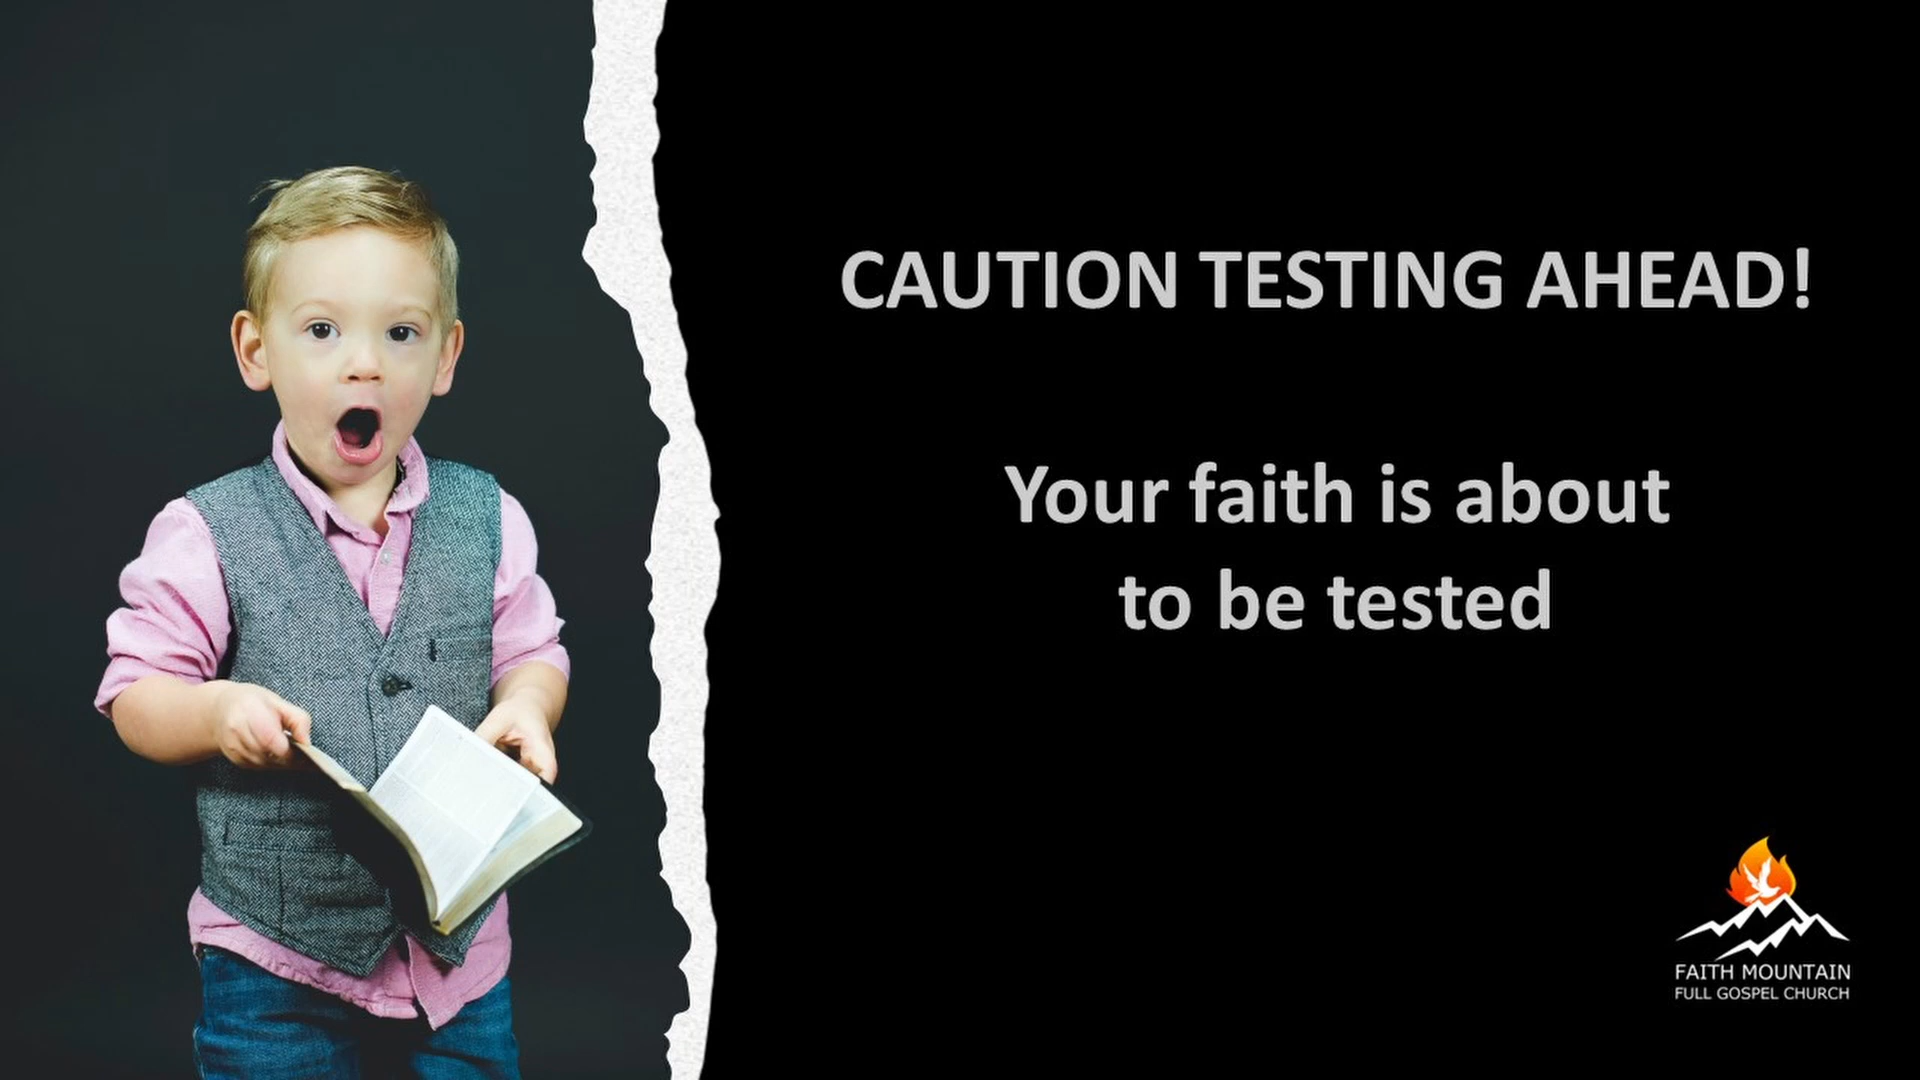 CAUTION TESTING AHEAD!
Your faith is about
to be tested
FAITH MOUNTAIN
FULL GOSPEL CHURCH